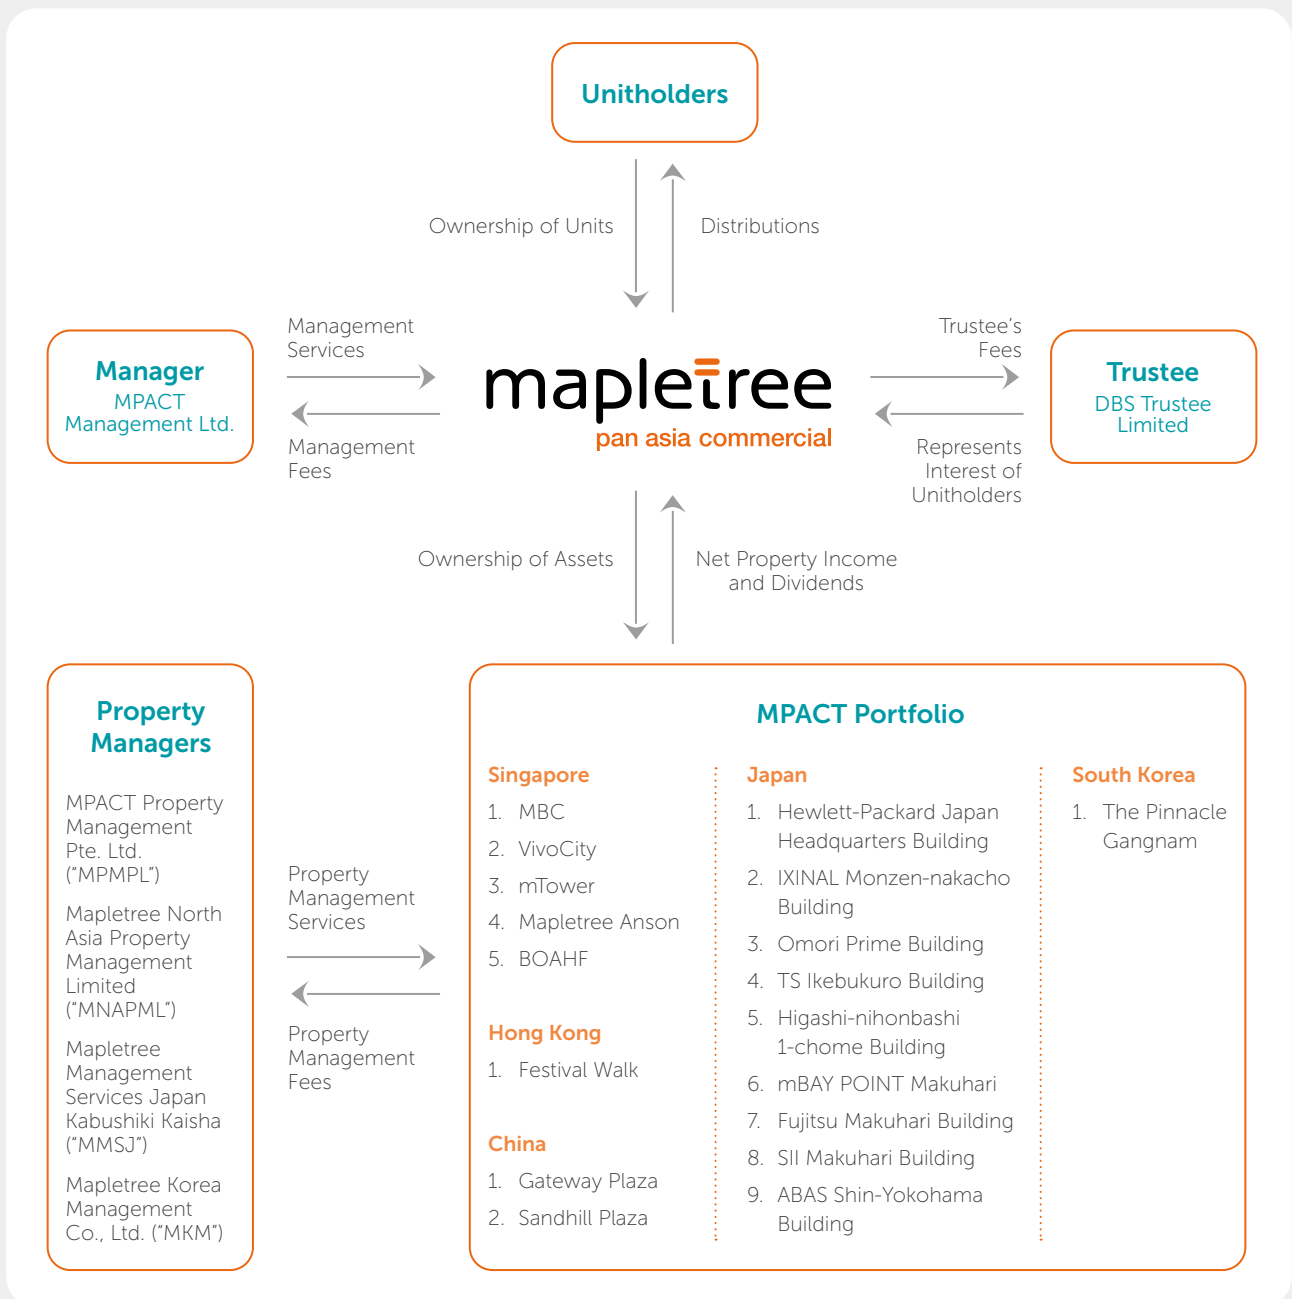 Unitholders
Ownership of Units
Distributions
Manager
MPACT
Management Ltd.
Management
Services
Management
Fees
mapletree
pan asia commercial
Trustee's
Fees
Represents
Interest of
Unitholders
Trustee
DBS Trustee
Limited
Ownership of Assets
Net Property Income
and Dividends
Property
Managers
MPACT Property
Management
Pte. Ltd.
("MPMPL")
Mapletree North
Asia Property
Management
Limited
("MNAPML")
Mapletree
Management
Services Japan
Kabushiki Kaisha
("MMSJ")
Mapletree Korea
Management
Co., Ltd. ("MKM")
Property
Management
Services
Property
Management
Fees
MPACT Portfolio
Singapore
1. MBC
2. VivoCity
3. mTower
4. Mapletree Anson
5. BOAHF
Hong Kong
1. Festival Walk
China
1. Gateway Plaza
2. Sandhill Plaza
Japan
1. Hewlett-Packard Japan
Headquarters Building
2. IXINAL Monzen-nakacho
Building
3. Omori Prime Building
4. TS Ikebukuro Building
5. Higashi-nihonbashi
1-chome Building
6. mBAY POINT Makuhari
7. Fujitsu Makuhari Building
8. SII Makuhari Building
9. ABAS Shin-Yokohama
Building
South Korea
1. The Pinnacle
Gangnam